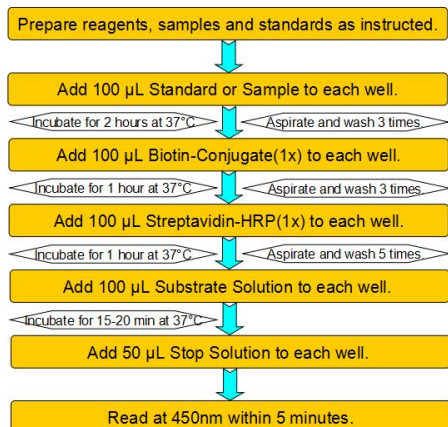 Prepare reagents, samples and standards as instructed.
Add 100 µL Standard or Sample to each well.
Incubate for 2 hours at 37°C
Aspirate and wash 3 times.
Add 100 µL Biotin-Conjugate(1x) to each well.
Incubate for 1 hour at 37°C
Aspirate and wash 3 times.
Add 100 µL Streptavidin-HRP(1x) to each well.
Incubate for 1 hour at 37°C
Aspirate and wash 5 times.
Add 100 µL Substrate Solution to each well.
Incubate for 15-20 min at 37°C
Add 50 µL Stop Solution to each well.
Read at 450nm within 5 minutes.